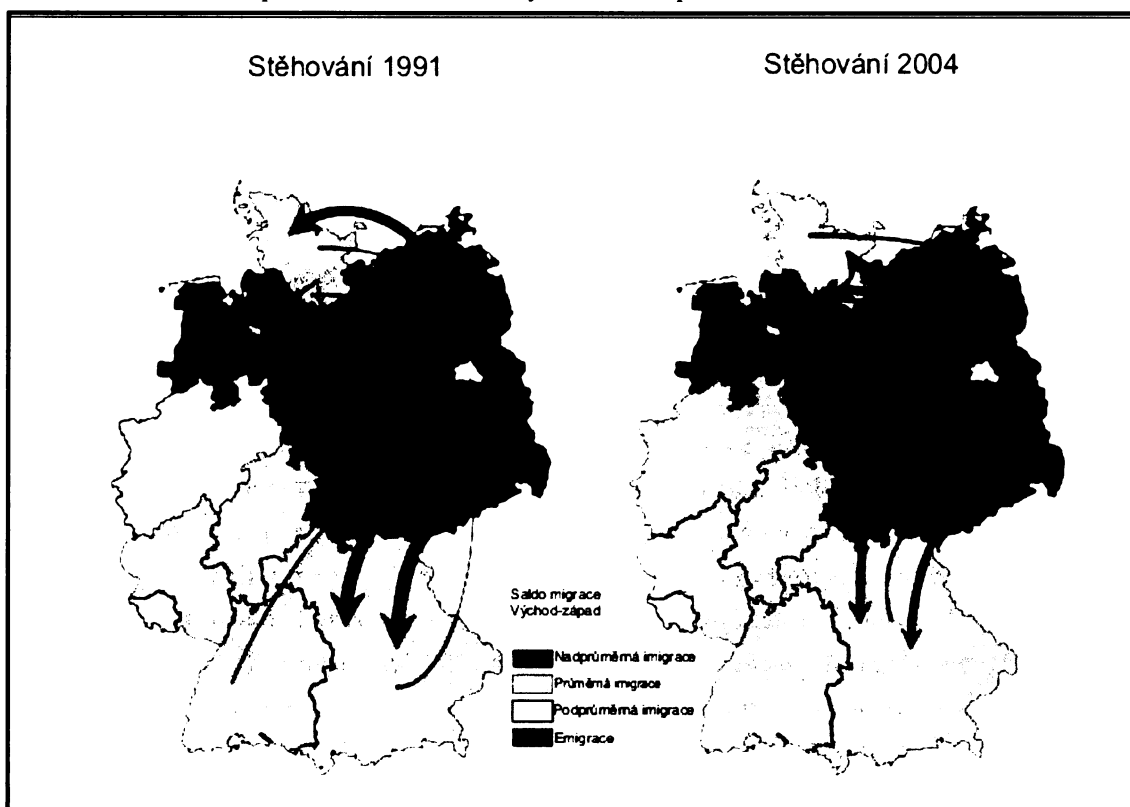 Stěhování 1991
Stěhování 2004
Saldo migrace
Východ-západ
Nadprůměrná imigrace
Průměrná imigrace
Podprůměrná imigrace
Emigrace